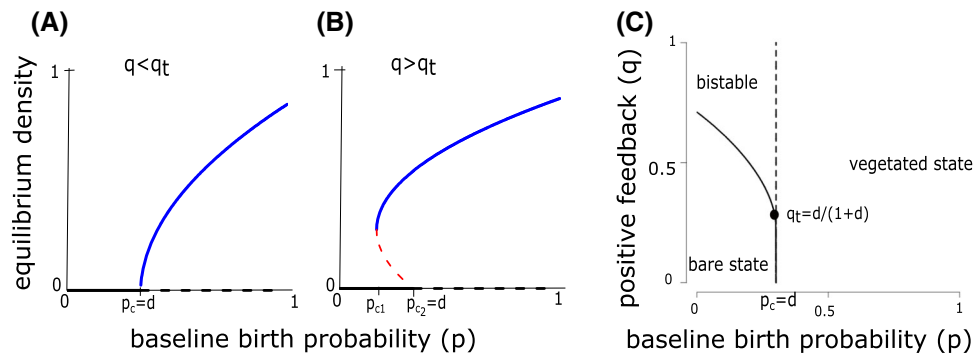 (A)
q<qt
1
equilibrium density
0
0
pc=d
1
(B)
q>qt
1
0
0
pc1
pc2=d
1
baseline birth probability (p)
(C)
1
bistable
positive feedback (q)
0.5
vegetated state
qt=d/(1+d)
bare state
0
0
pc=d
0.5
1
baseline birth probability (p)